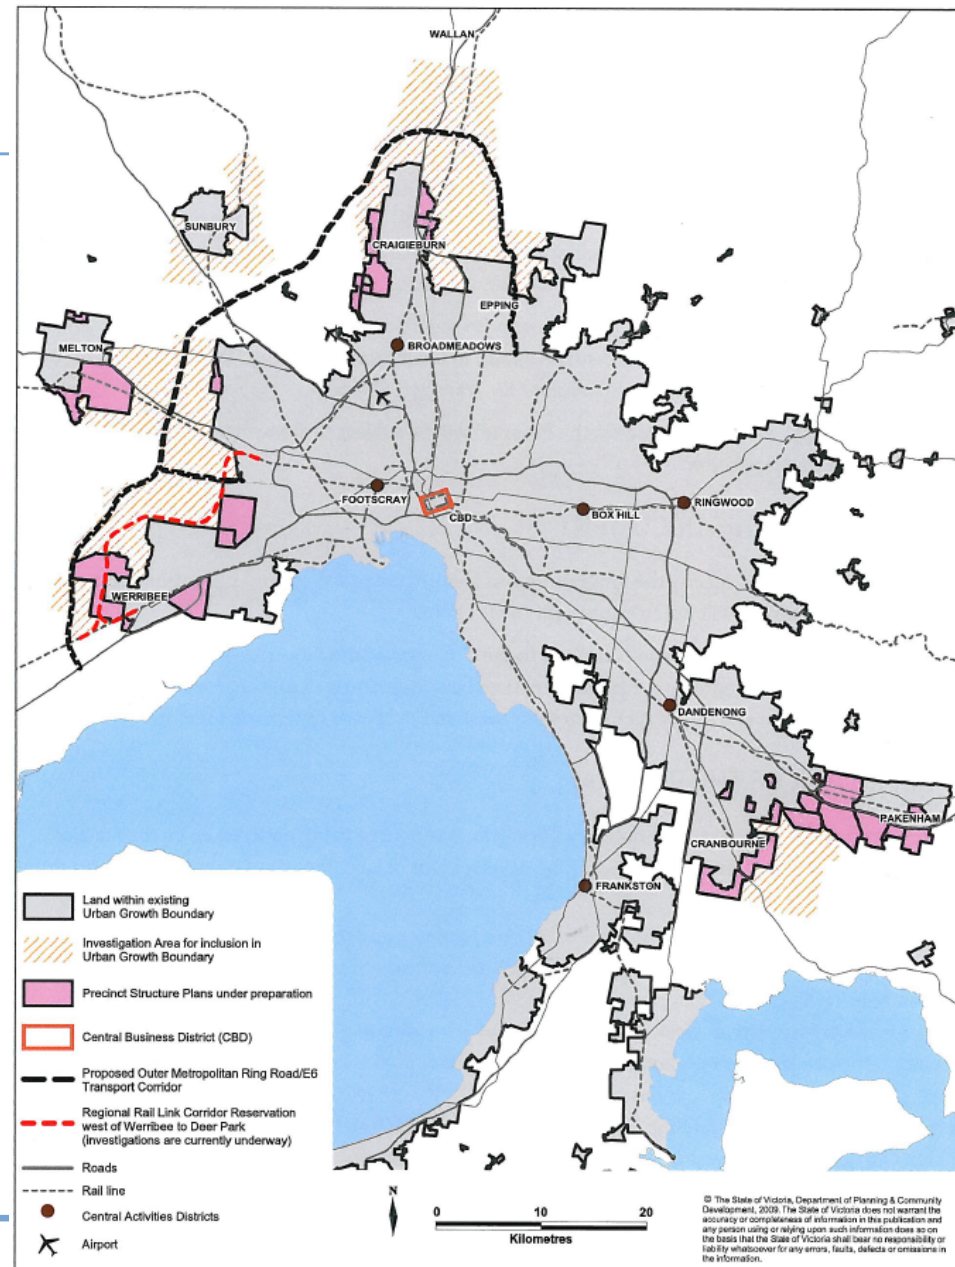 WALLAN
SUNBURY
CRAIGIEBURN
EPPING
MELTON
BROADMEADOWS
FOOTSCRAY
CBD
BOX HILL
RINGWOOD
WERRIBEE
DANDENONG
PAKENHAM
CRANBOURNE
FRANKSTON
Land within existing
Urban Growth Boundary
Investigation Area for inclusion in
Urban Growth Boundary
Precinct Structure Plans under preparation
Central Business District (CBD)
Proposed Outer Metropolitan Ring Road/E6
Transport Corridor
Regional Rail Link Corridor Reservation
west of Werribee to Deer Park
(investigations are currently underway)
Roads
Rail line
Central Activities Districts
Airport
N
0 10 20
Kilometres
© The State of Victoria, Department of Planning & Community
Development, 2009. The State of Victoria does not warrant the
accuracy or completeness of information in this publication and
any person using or relying upon such information does so on
the basis that the State of Victoria shall bear no responsibility or
liability whatsoever for any errors, faults, defects or omissions in
the information.